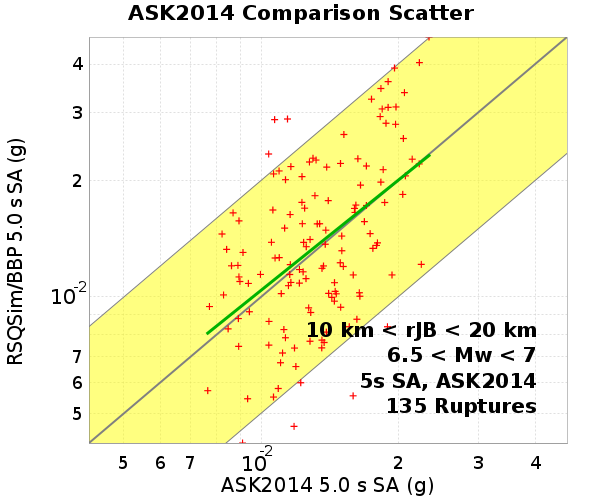 ASK2014 Comparison Scatter
RSQSim/BBP 5.0 s SA (g)
4
3
2
10-2
7
6
5
10 km < rJB < 20 km
6.5 < Mw < 7
5s SA, ASK2014
135 Ruptures
5 6 7 10-2 2 3 4
ASK2014 5.0 s SA (g)